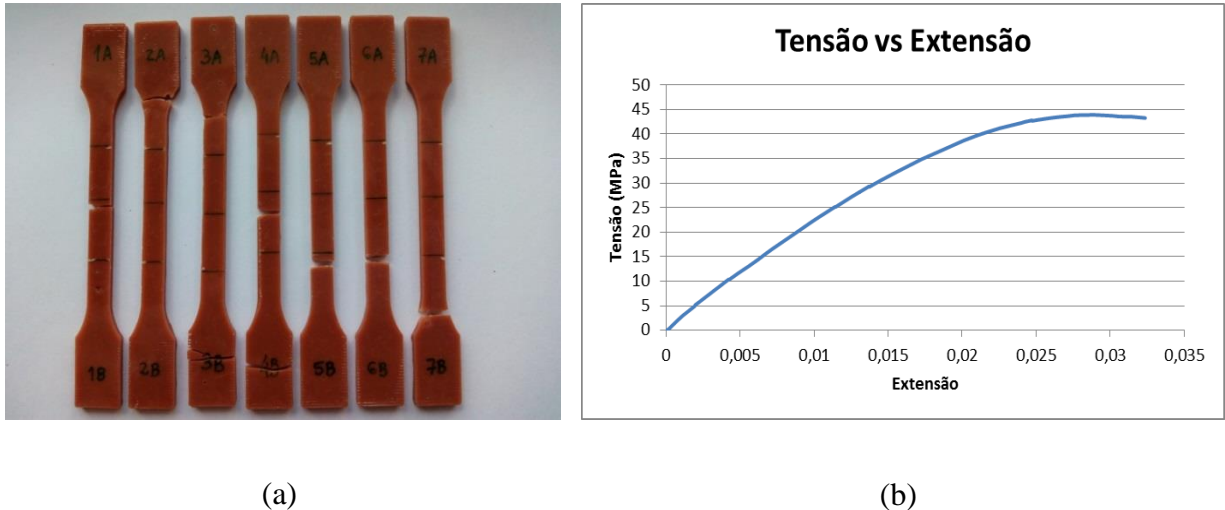 1A 2A 3A 4A 5A 6A 7A
1B 2B 3B 4B 5B 6B 7B
(a)
Tensão vs Extensão
Tensão (MPa)
50
45
40
35
30
25
20
15
10
5
0
0 0,005 0,01 0,015 0,02 0,025 0,03 0,035
Extensão
(b)